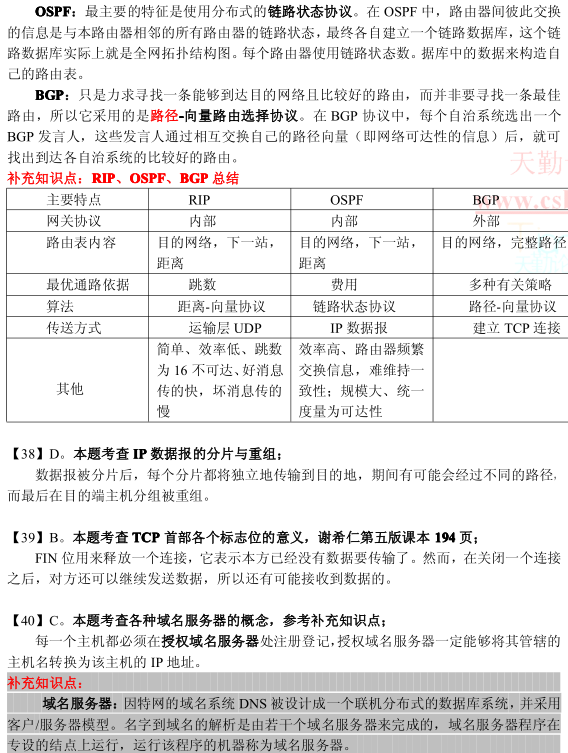 OSPF：最主要的特征是使用分布式的链路状态协议。在 OSPF 中，路由器间彼此交换
的信息是与本路由器相邻的所有路由器的链路状态，最终各自建立一个链路数据库，这个链
路数据库实际上就是全网拓扑结构图。每个路由器使用链路状态数。据库中的数据来构造自
己的路由表。
BGP：只是力求寻找一条能够到达目的网络且比较好的路由，而并非要寻找一条最佳
路由，所以它采用的是路径-向量路由选择协议。在 BGP 协议中，每个自治系统选出一个
BGP 发言人，这些发言人通过相互交换自己的路径向量（即网络可达性的信息）后，就可
找出到达各自治系统的比较好的路由。
天勤
补充知识点：RIP、OSPF、BGP 总结
www.cs
主要特点 RIP OSPF BGP
网关协议 内部 内部 外部
路由表内容 目的网络，下一站， 目的网络，下一站， 目的网络，完整路径
距离 距离
最优通路依据 跳数 费用 多种有关策略
算法 距离-向量协议 链路状态协议 路径-向量协议
传送方式 运输层 UDP IP 数据报 建立 TCP 连接
其他
简单、效率低、跳数 效率高、路由器频繁
为 16 不可达、好消息 交换信息，难维持一
传的快，坏消息传的 致性；规模大、统一
慢 度量为可达性
【38】D。本题考查 IP 数据报的分片与重组；
数据报被分片后，每个分片都将独立地传输到目的地，期间有可能会经过不同的路径，
而最后在目的端主机分组被重组。
【39】B。本题考查 TCP 首部各个标志位的意义，谢希仁第五版课本 194 页；
FIN 位用来释放一个连接，它表示本方已经没有数据要传输了。然而，在关闭一个连接
之后，对方还可以继续发送数据，所以还有可能接收到数据的。
【40】C。本题考查各种域名服务器的概念，参考补充知识点；
每一个主机都必须在授权域名服务器处注册登记，授权域名服务器一定能够将其管辖的
主机名转换为该主机的 IP 地址。
补充知识点：
域名服务器：因特网的域名系统 DNS 被设计成一个联机分布式的数据库系统，并采用
客户/服务器模型。名字到域名的解析是由若干个域名服务器来完成的，域名服务器程序在
专设的结点上运行，运行该程序的机器称为域名服务器。